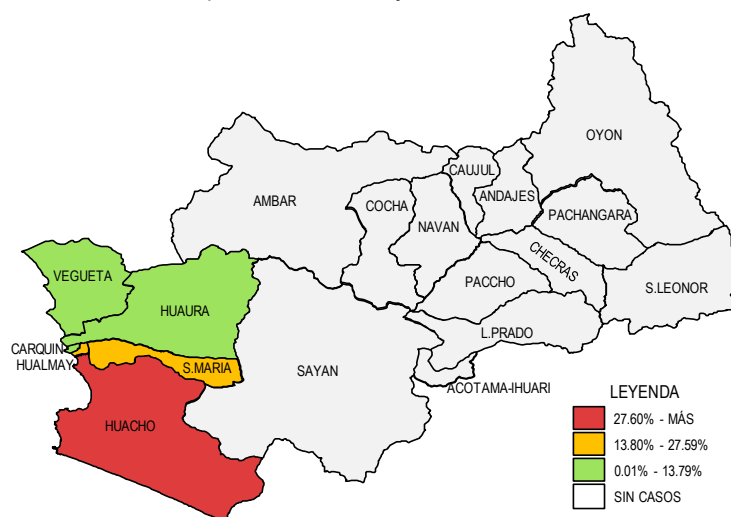 OYON
CAUJUL
AMBAR
COCHA
ANDAJES
PACHANGARA
NAVAN
CHECRAS
VEGUETA
PACCHO
S.LEONOR
HUAURA
L.PRADO
CARQUIN
HUALMAY
S.MARIA
SAYAN
ACOTAMA-IHUARI
HUACHO
LEYENDA
27.60% - MÁS
13.80% - 27.59%
0.01% - 13.79%
SIN CASOS